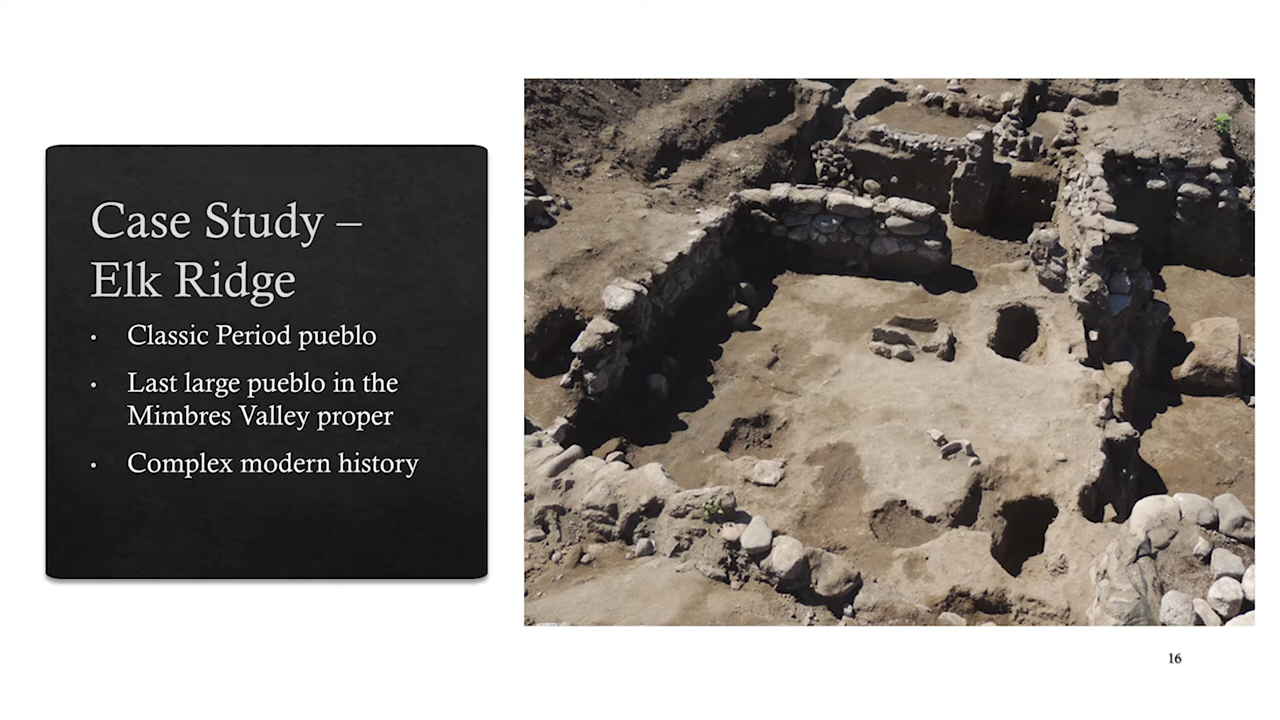 Case Study –
Elk Ridge
• Classic Period pueblo
• Last large pueblo in the
Mimbres Valley proper
• Complex modern history
16